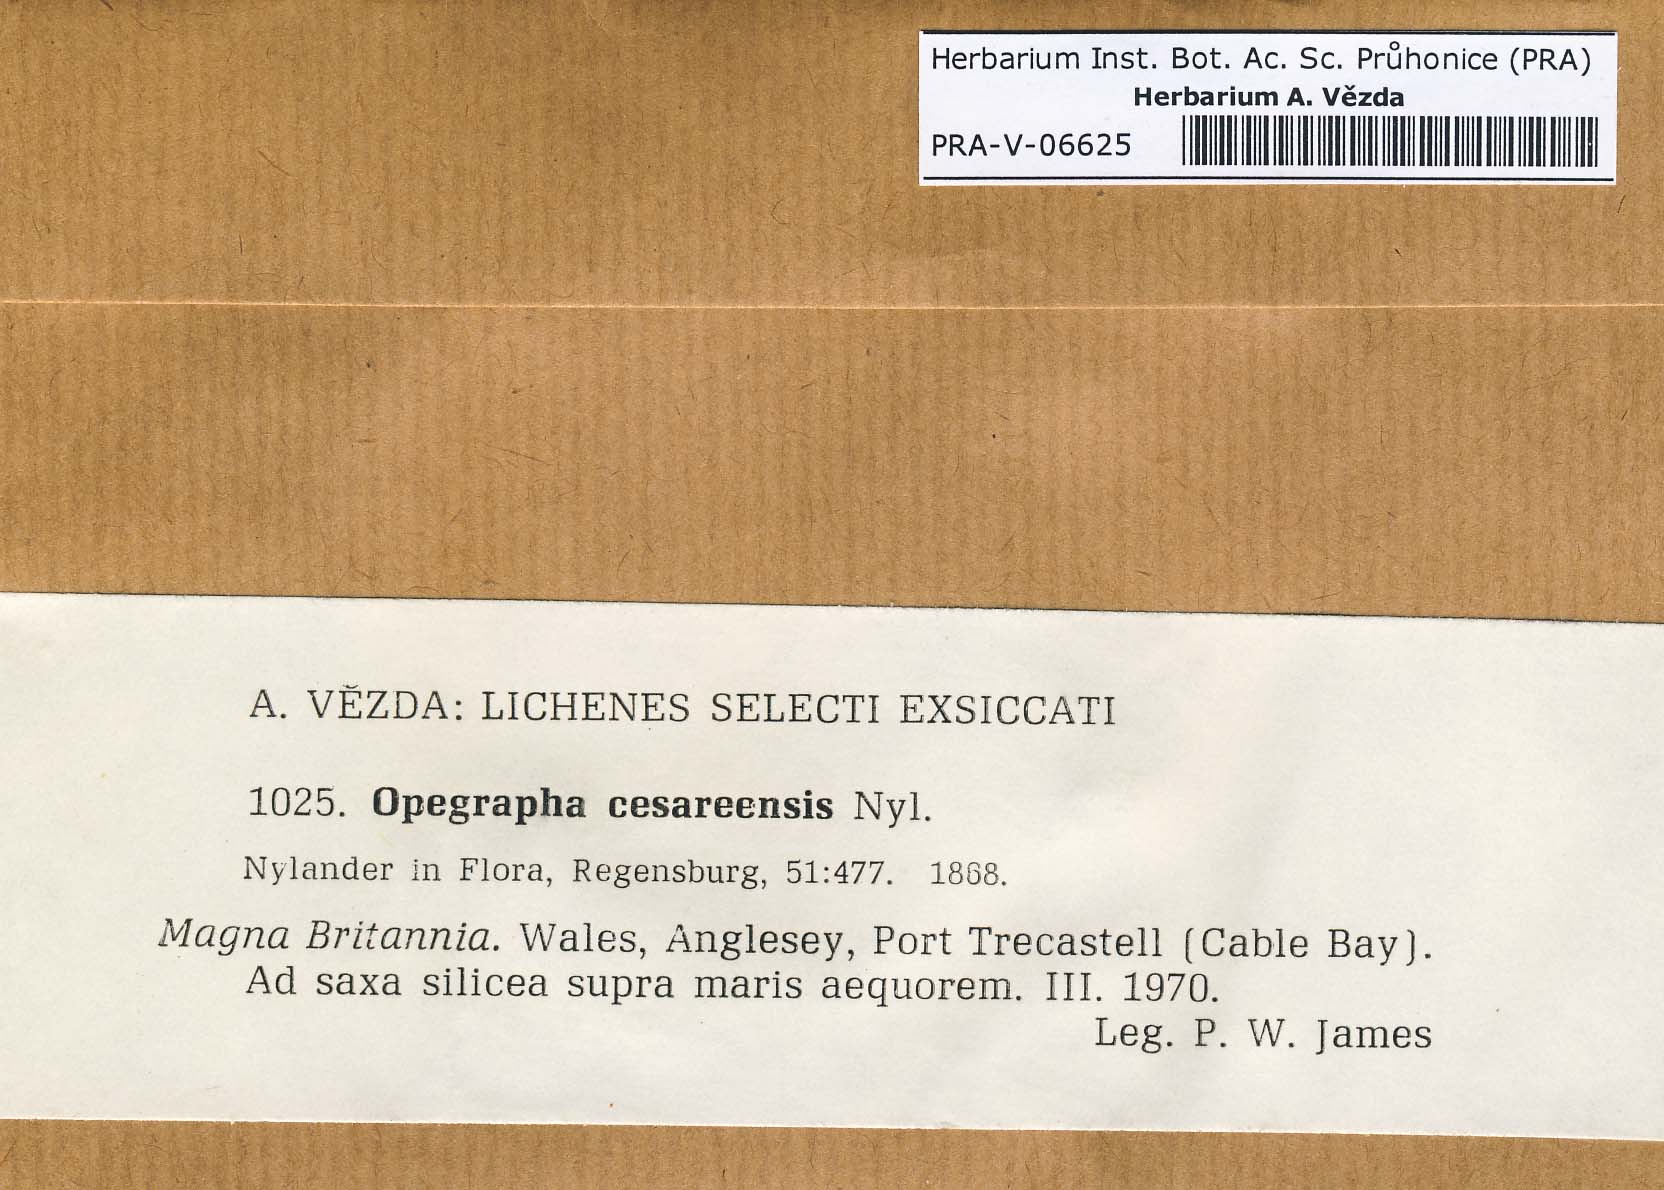 Herbarium Inst. Bot. Ac. Sc. Průhonice (PRA)
Herbarium A. Vězda
PRA-V-06625
A. VĚZDA: LICHENES SELECTI EXSICCATI
1025. Opegrapha cesareensis Nyl.
Nylander in Flora, Regensburg, 51:477. 1868.
Magna Britannia. Wales, Anglesey, Port Trecastell (Cable Bay).
Ad saxa silicea supra maris aequorem. III. 1970.
Leg. P. W. James